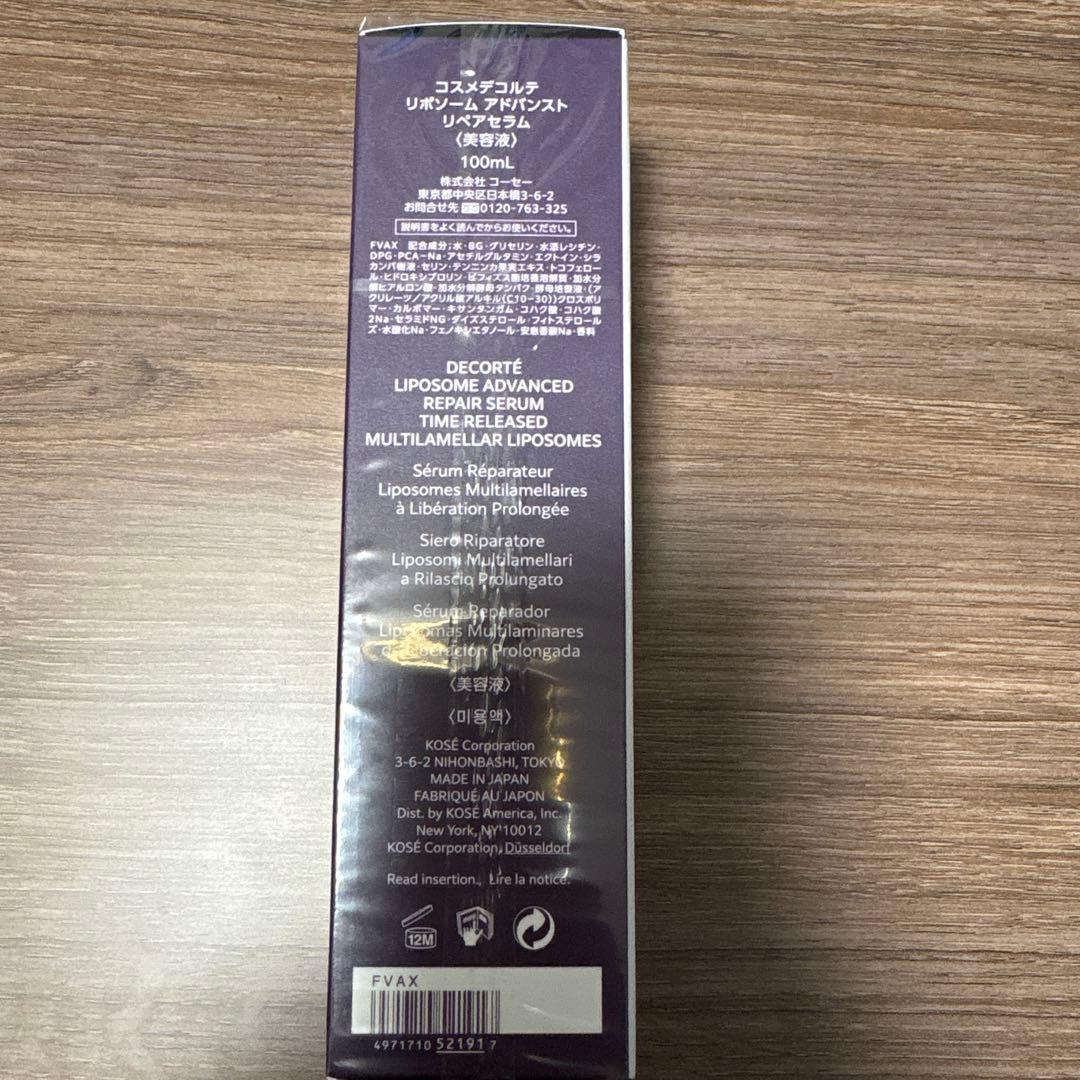 コスメデコルテ
リポソーム アドバンスト
リペアセラム
〈美容液〉
100mL
株式会社 コーセー
東京都中央区日本橋3-6-2
お問合せ先 0120-763-325
説明書をよく読んでからお使いください。
FVAX 配合成分;水・BG・グリセリン・水添レシチン・
DPG・PCA-Na・アセチルグルタミン・エクトイン・シラ
カンバ樹液・セリン・テンニンカ果実エキス・トコフェロー
ル・ヒドロキシプロリン・ビフィズス菌培養溶解質・加水分
解ヒアルロン酸・加水分解酵母タンパク・酵母培養液・(ア
クリレーツ/アクリル酸アルキル(C10-30))クロスポリ
マー・カルボマー・キサンタンガム・コハク酸・コハク酸
2Na・セラミドNG・ダイズステロール・フィトステロール
ズ・水酸化Na・フェノキシエタノール・安息香酸Na・香料
DECORTÉ
LIPOSOME ADVANCED
REPAIR SERUM
TIME RELEASED
MULTILAMELLAR LIPOSOMES
Sérum Réparateur
Liposomes Multilamellaires
à Libération Prolongée
Siero Riparatore
Liposomi Multilamellari
a Rilascio Prolungato
Sérum Reparador
Liposomas Multilaminares
de Liberación Prolongada
〈美容液〉
〈미용액〉
KOSÉ Corporation
3-6-2 NIHONBASHI, TOKYO
MADE IN JAPAN
FABRIQUÉ AU JAPON
Dist. by KOSÉ America, Inc.
New York, NY 10012
KOSÉ Corporation, Düsseldorf
Read insertion. Lire la notice.
12M
FVAX
4971710 52191 7